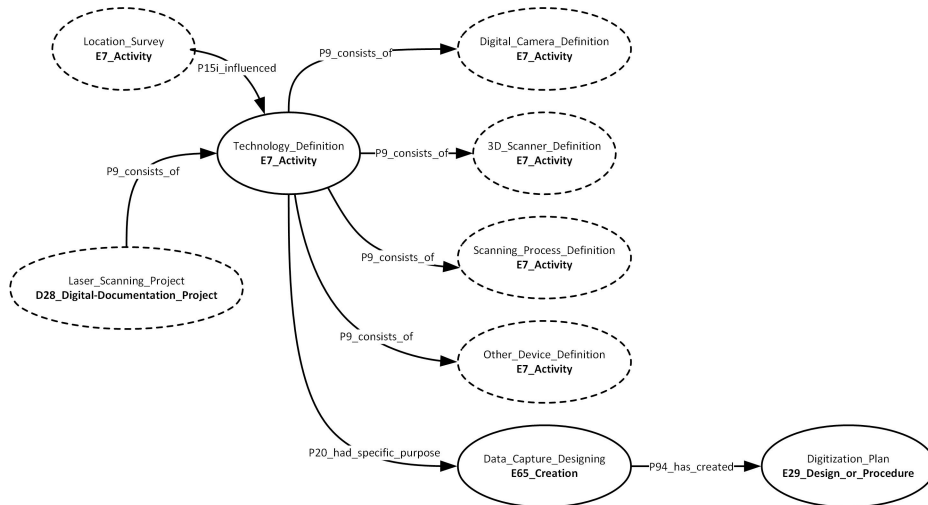 Location_Survey
E7_Activity
P15i_influenced
P9_consists_of
Digital_Camera_Definition
E7_Activity
Technology_Definition
E7_Activity
P9_consists_of
3D_Scanner_Definition
E7_Activity
P9_consists_of
Laser_Scanning_Project
D28_Digital-Documentation_Project
P9_consists_of
Scanning_Process_Definition
E7_Activity
P9_consists_of
Other_Device_Definition
E7_Activity
P20_had_specific_purpose
Data_Capture_Designing
E65_Creation
P94_has_created
Digitization_Plan
E29_Design_or_Procedure